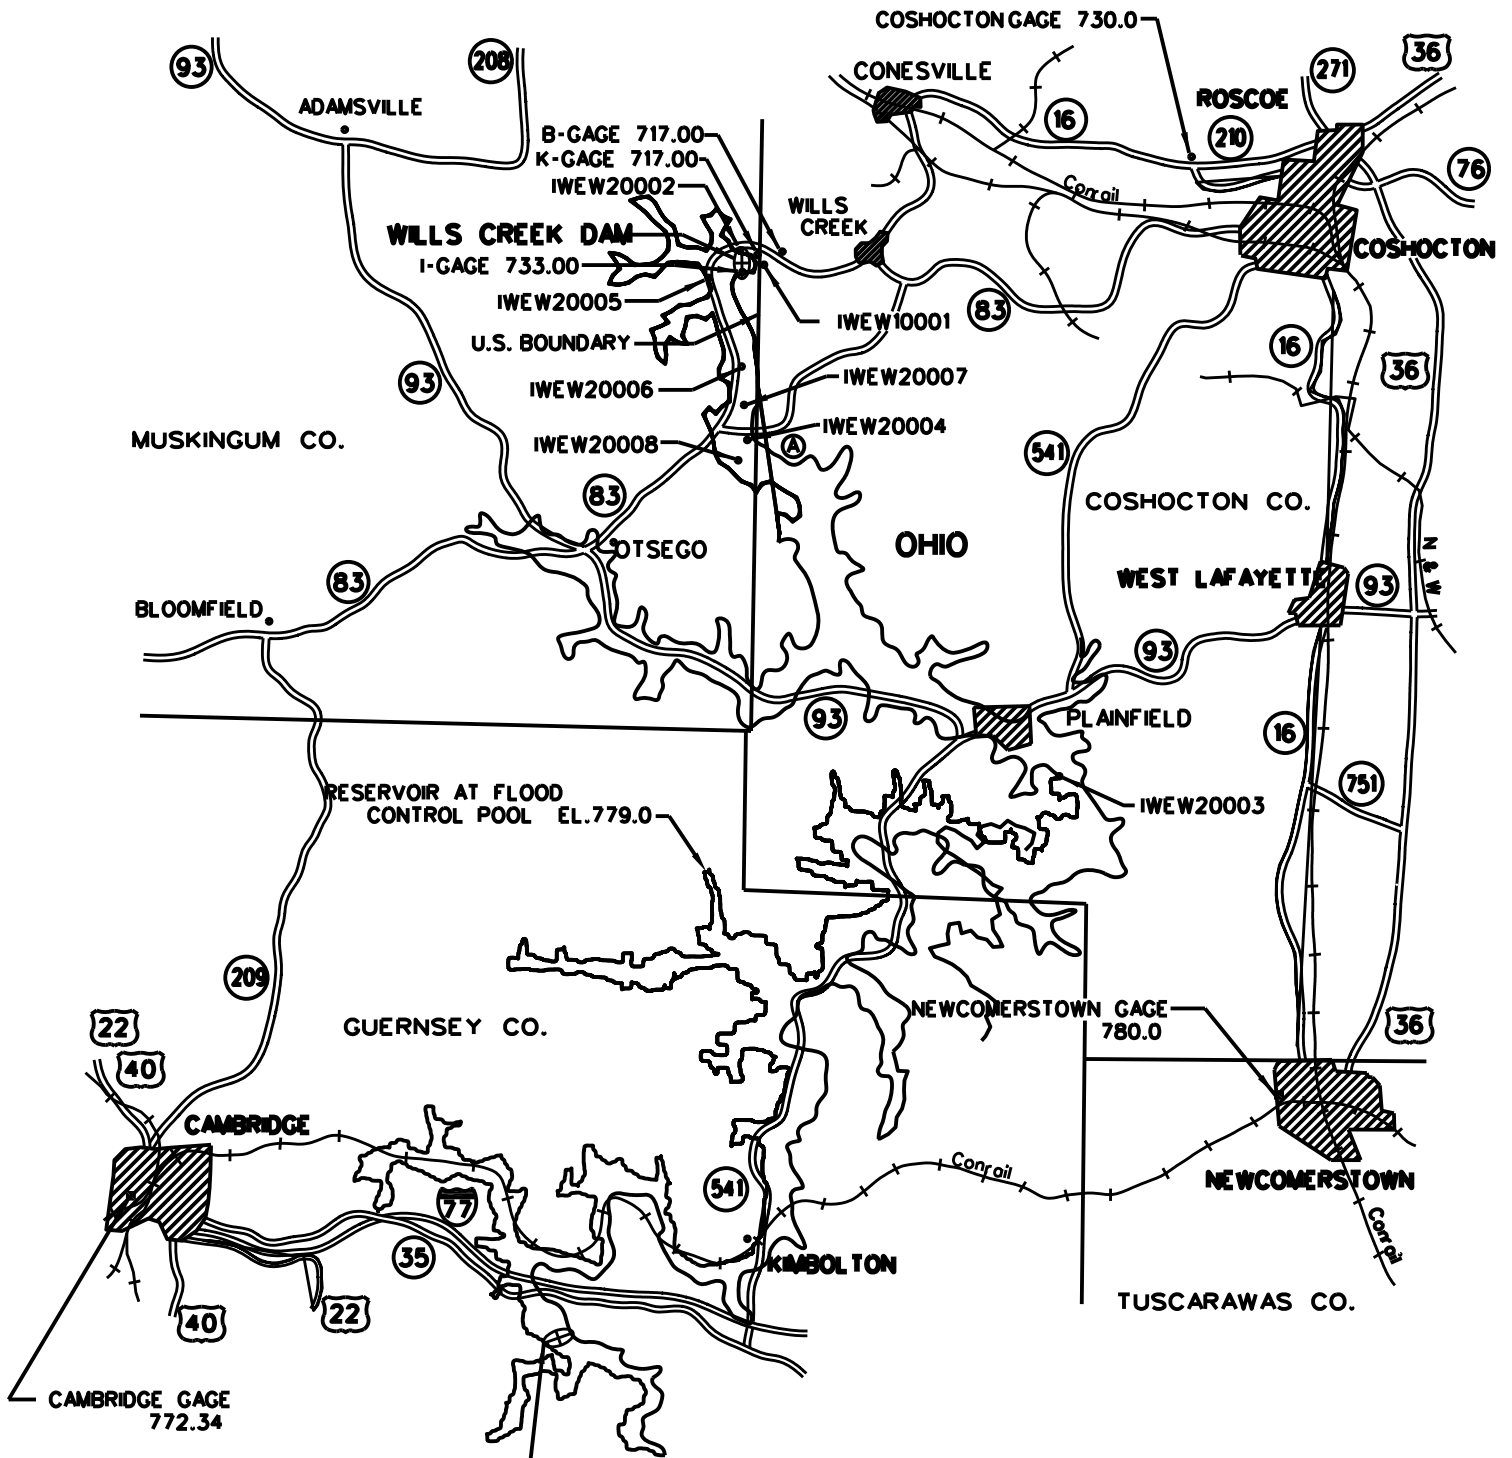 COSHOCTON GAGE 730.0
36
93
208
CONESVILLE
271
ADAMSVILLE
ROSCOE
16
210
B-GAGE 717.00
K-GAGE 717.00
76
IWEW20002
Conrail
WILLS
CREEK
WILLS CREEK DAM
COSHOCTON
I-GAGE 733.00
IWEW20005
83
IWEW10001
U.S. BOUNDARY
16
36
93
IWEW20006
IWEW20007
IWEW20004
MUSKINGUM CO.
IWEW20008
A
541
83
COSHOCTON CO.
OTSEGO
OHIO
N & W
83
WEST LAFAYETTE
93
BLOOMFIELD
93
93
PLAINFIELD
16
751
RESERVOIR AT FLOOD
CONTROL POOL EL.779.0
IWEW20003
209
NEWCOMERSTOWN GAGE
780.0
36
GUERNSEY CO.
22
40
CAMBRIDGE
Conrail
541
NEWCOMERSTOWN
77
Conrail
35
KIMBOLTON
40
22
TUSCARAWAS CO.
CAMBRIDGE GAGE
772.34